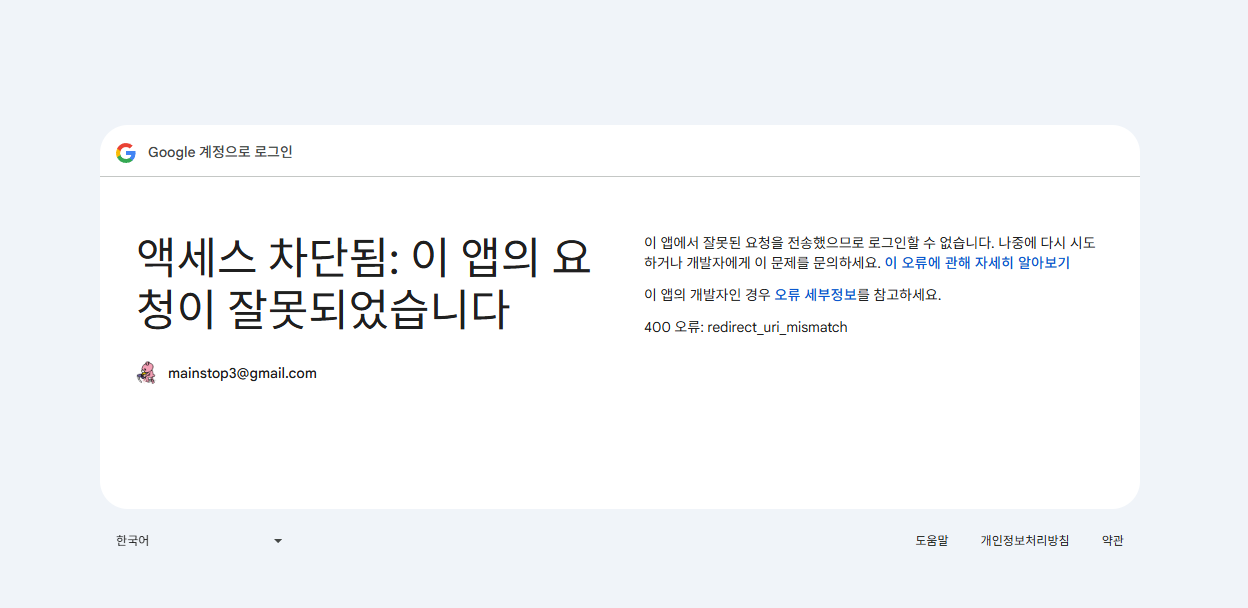 Google 계정으로 로그인
액세스 차단됨: 이 앱의 요
청이 잘못되었습니다
mainstop3@gmail.com
이 앱에서 잘못된 요청을 전송했으므로 로그인할 수 없습니다. 나중에 다시 시도
하거나 개발자에게 이 문제를 문의하세요. 이 오류에 관해 자세히 알아보기
이 앱의 개발자인 경우 오류 세부정보를 참고하세요.
400 오류: redirect_uri_mismatch
한국어
도움말
개인정보처리방침
약관